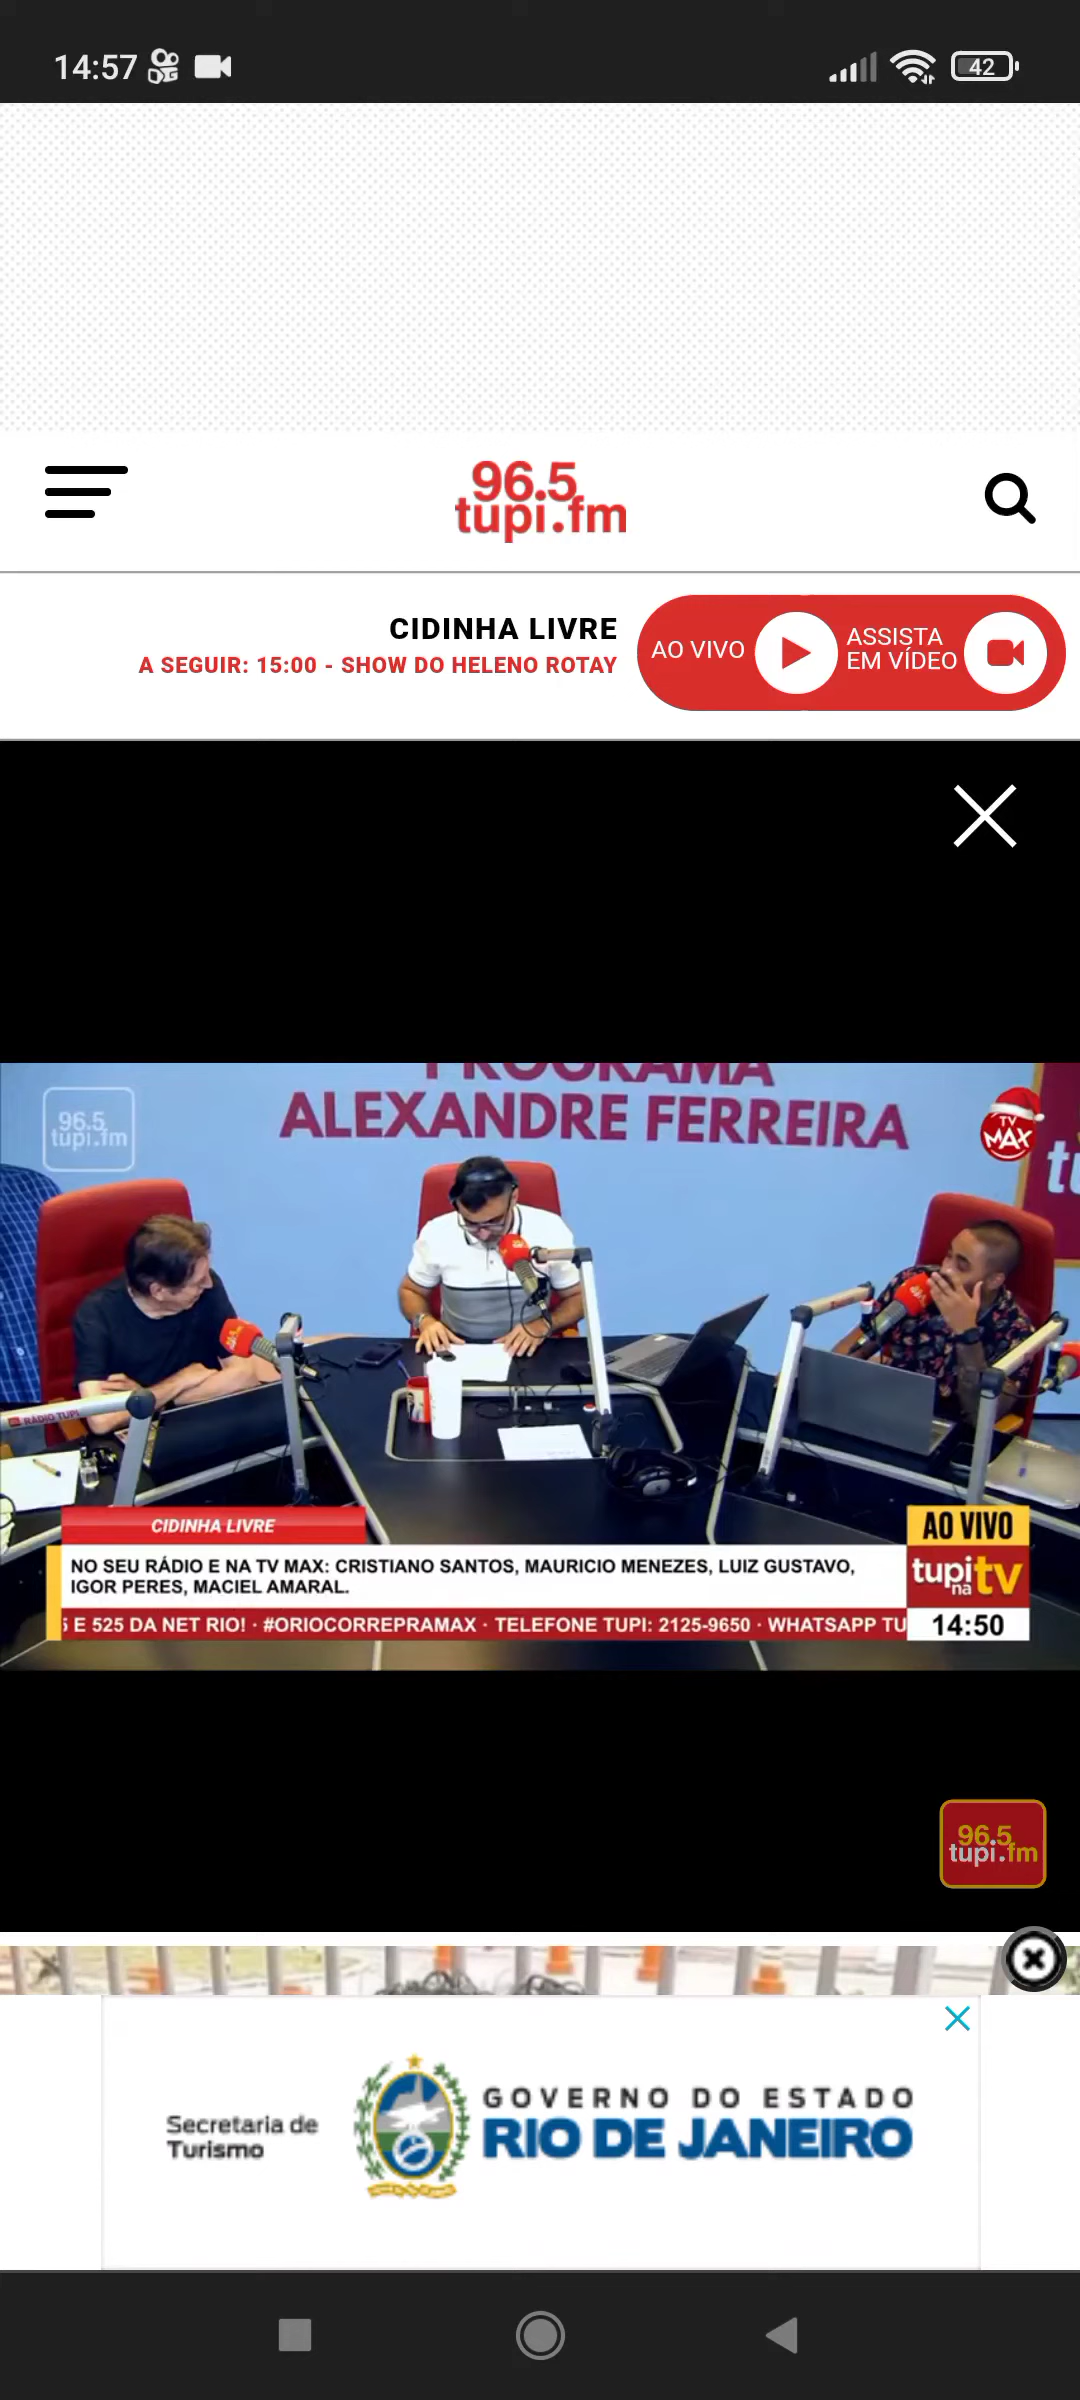 14:57
42
96.5
tupi.fm
CIDINHA LIVRE
A SEGUIR: 15:00 - SHOW DO HELENO ROTAY
AO VIVO
ASSISTA
EM VÍDEO
PROGRAMA
ALEXANDRE FERREIRA
96.5
tupi.fm
TV
MAX
RÁDIO TUPI
CIDINHA LIVRE
NO SEU RÁDIO E NA TV MAX: CRISTIANO SANTOS, MAURICIO MENEZES, LUIZ GUSTAVO,
IGOR PERES, MACIEL AMARAL.
E 525 DA NET RIO! · #ORIOCORREPRAMAX · TELEFONE TUPI: 2125-9650 · WHATSAPP TU
AO VIVO
tupi
na
tv
14:50
96.5
tupi.fm
Secretaria de
Turismo
GOVERNO DO ESTADO
RIO DE JANEIRO